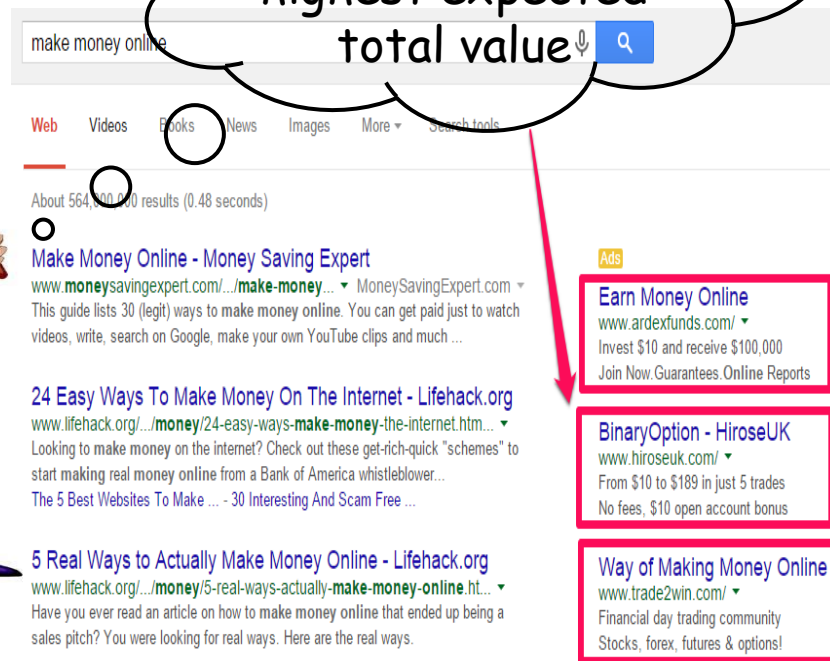 highest expected
total value
make money online
Web Videos Books News Images More Search tools
About 564,000,000 results (0.48 seconds)
Make Money Online - Money Saving Expert
www.moneysavingexpert.com/.../make-money... MoneySavingExpert.com
This guide lists 30 (legit) ways to make money online. You can get paid just to watch
videos, write, search on Google, make your own YouTube clips and much ...
24 Easy Ways To Make Money On The Internet - Lifehack.org
www.lifehack.org/.../money/24-easy-ways-make-money-the-internet.htm...
Looking to make money on the internet? Check out these get-rich-quick "schemes" to
start making real money online from a Bank of America whistleblower...
The 5 Best Websites To Make ... - 30 Interesting And Scam Free ...
5 Real Ways to Actually Make Money Online - Lifehack.org
www.lifehack.org/.../money/5-real-ways-actually-make-money-online.ht...
Have you ever read an article on how to make money online that ended up being a
sales pitch? You were looking for real ways. Here are the real ways.
Ads
Earn Money Online
www.ardexfunds.com/
Invest $10 and receive $100,000
Join Now.Guarantees.Online Reports
BinaryOption - HiroseUK
www.hiroseuk.com/
From $10 to $189 in just 5 trades
No fees, $10 open account bonus
Way of Making Money Online
www.trade2win.com/
Financial day trading community
Stocks, forex, futures & options!